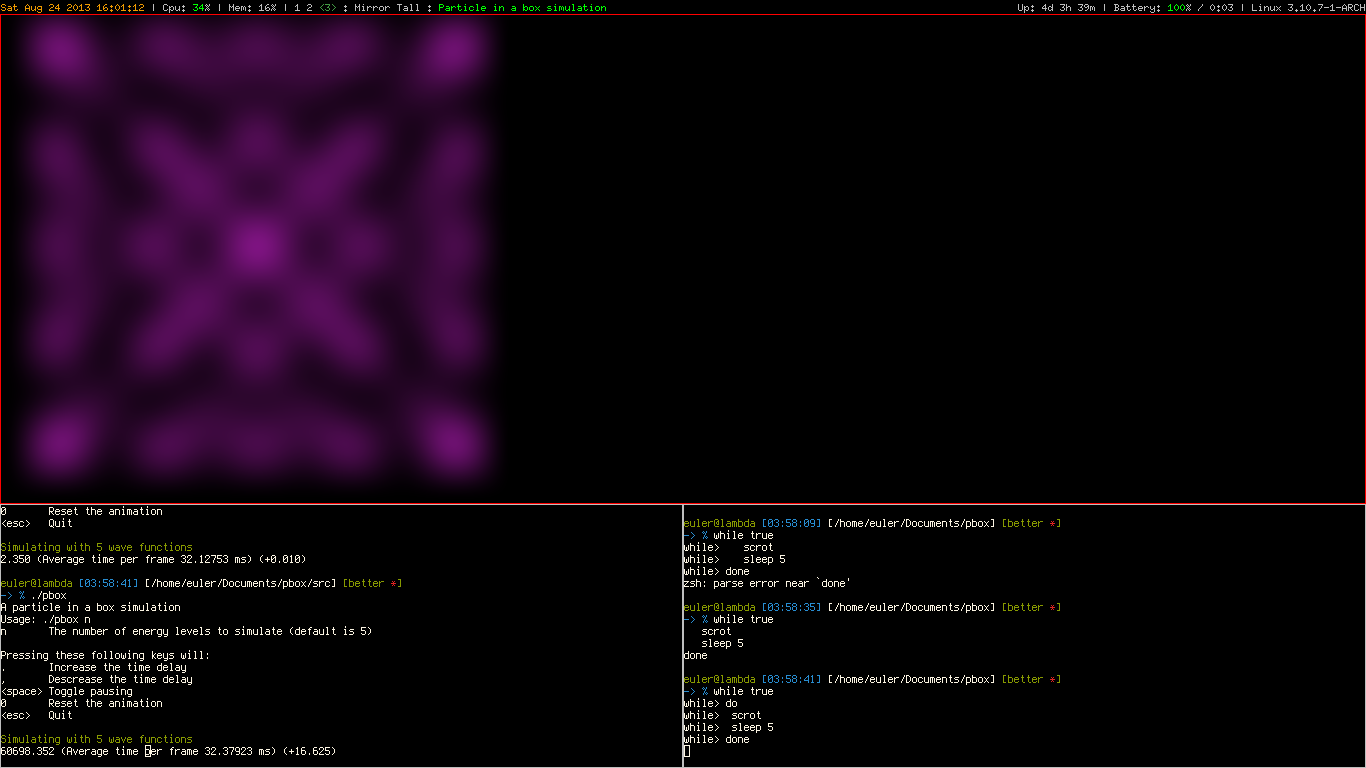 Sat Aug 24 2013 16:01:12 | Cpu: 34% | Mem: 16% | 1 2 <3> : Mirror Tall : Particle in a box simulation Up: 4d 3h 39m | Battery: 100% / 0:03 | Linux 3.10.7-1-ARCH
0 Reset the animation
<esc> Quit
Simulating with 5 wave functions
2.350 (Average time per frame 32.12753 ms) (+0.010)
euler@lambda [03:58:41] [/home/euler/Documents/pbox/src] [better *]
-> % ./pbox
A particle in a box simulation
Usage: ./pbox n
n The number of energy levels to simulate (default is 5)
Pressing these following keys will:
. Increase the time delay
, Descrease the time delay
<space> Toggle pausing
0 Reset the animation
<esc> Quit
Simulating with 5 wave functions
60698.352 (Average time per frame 32.37923 ms) (+16.625)
euler@lambda [03:58:09] [/home/euler/Documents/pbox] [better *]
-> % while true
while> scrot
while> sleep 5
while> done
zsh: parse error near `done'
euler@lambda [03:58:35] [/home/euler/Documents/pbox] [better *]
-> % while true
scrot
sleep 5
done
euler@lambda [03:58:41] [/home/euler/Documents/pbox] [better *]
-> % while true
while> do
while> scrot
while> sleep 5
while> done